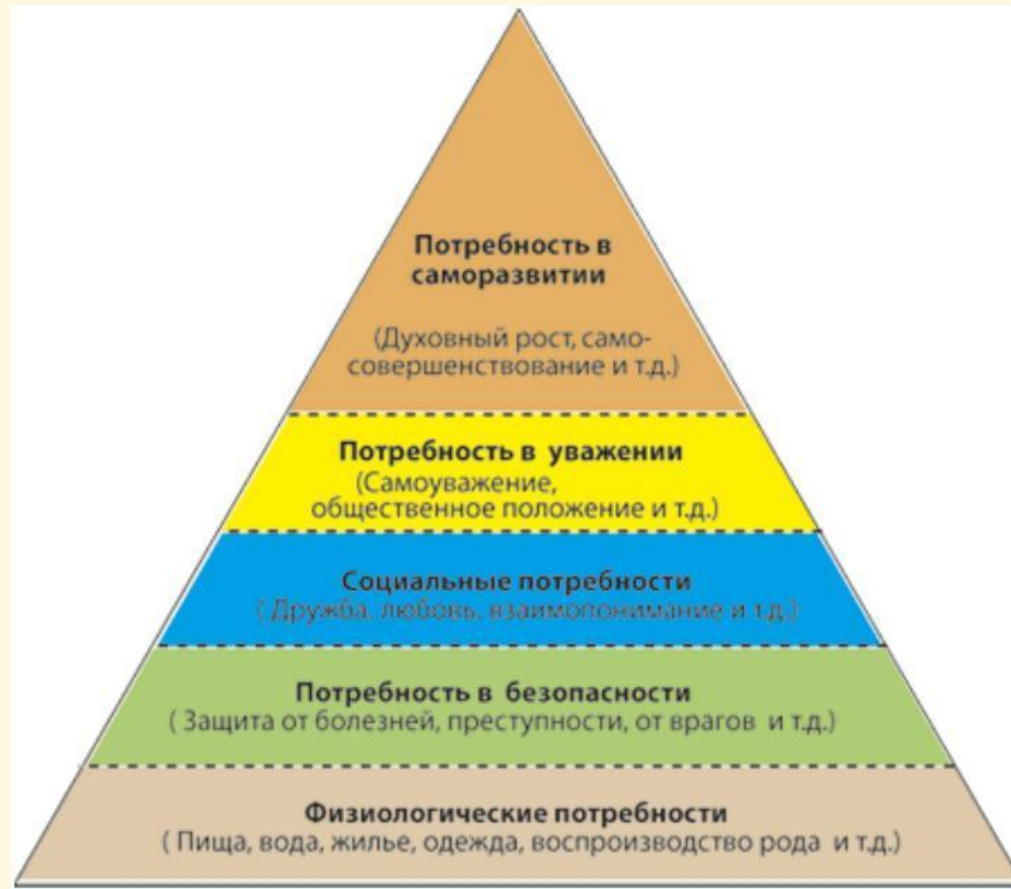 Потребность в
саморазвитии
(Духовный рост, само-
совершенствование и т.д.)
Потребность в уважении
(Самоуважение,
общественное положение и т.д.)
Социальные потребности
( Дружба, любовь, взаимопонимание и т.д.)
Потребность в безопасности
( Защита от болезней, преступности, от врагов и т.д.)
Физиологические потребности
( Пища, вода, жилье, одежда, воспроизводство рода и т.д.)